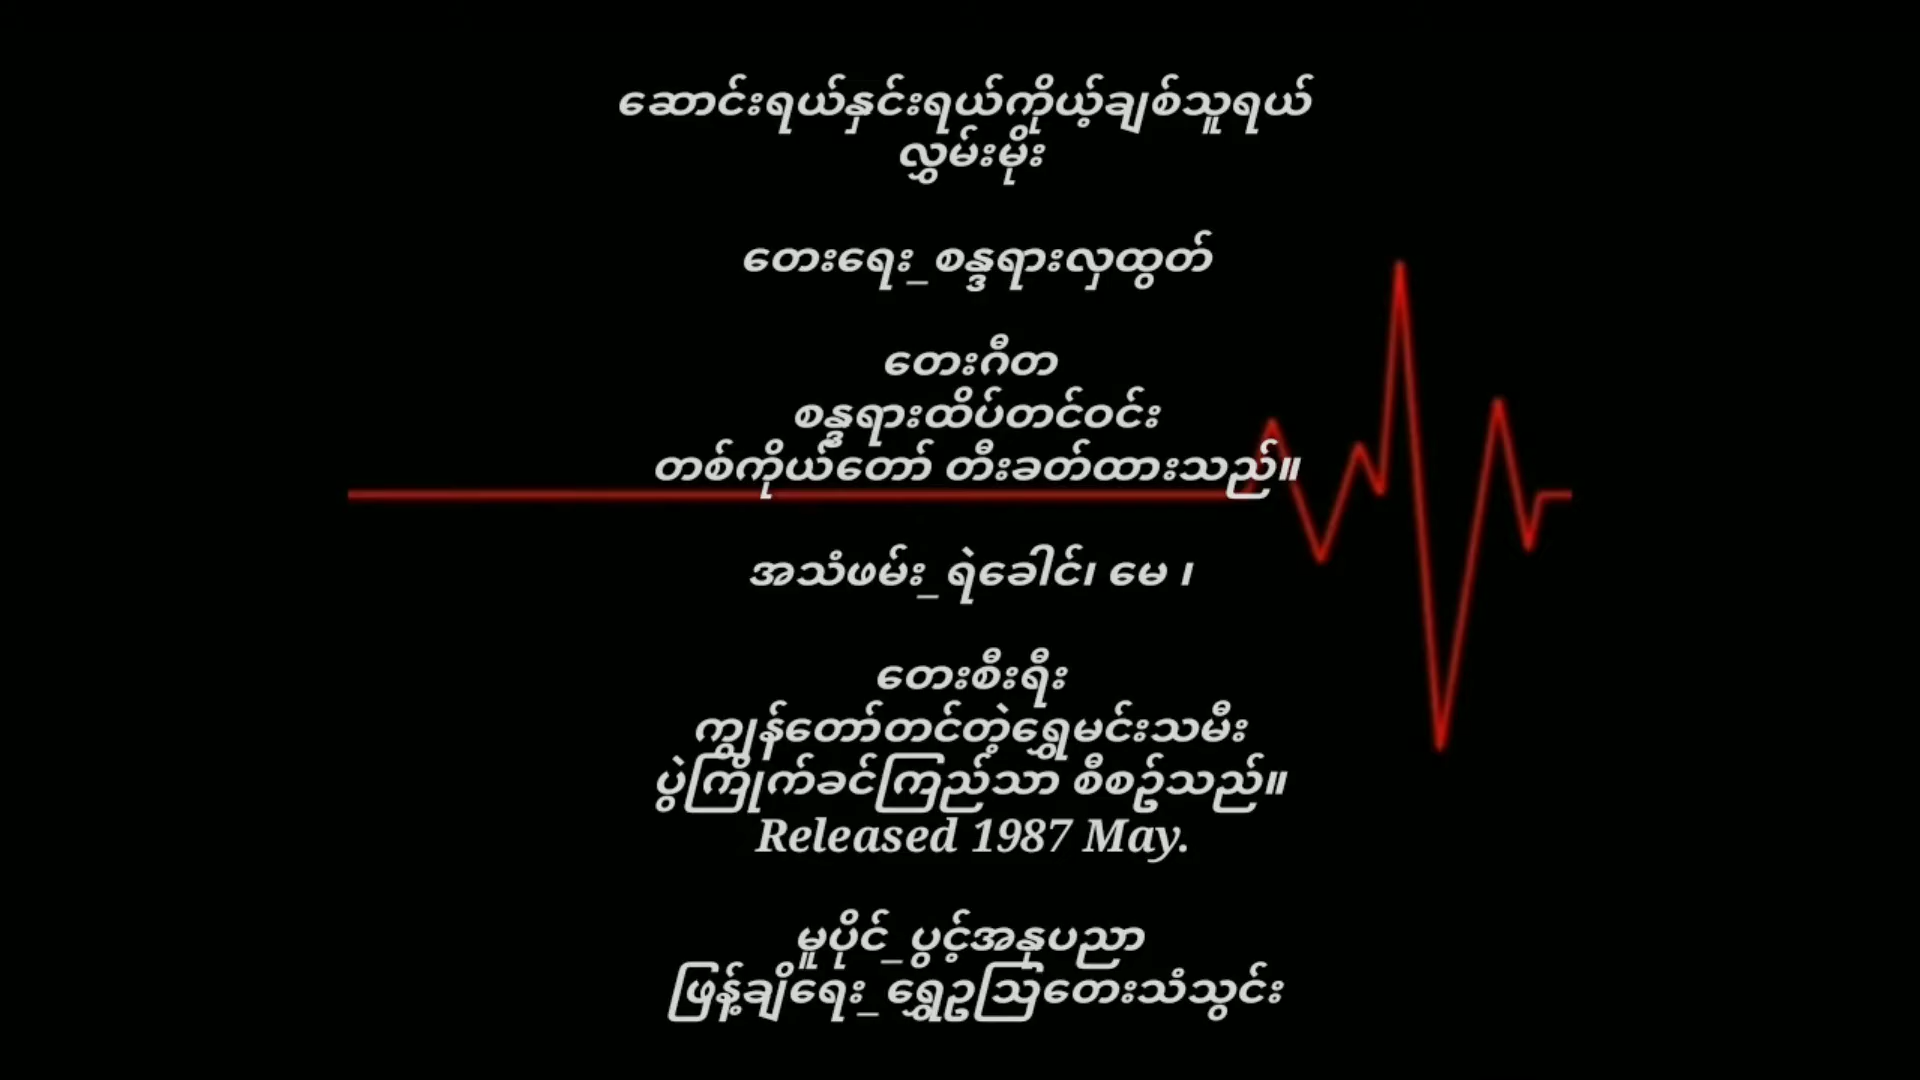 ဆောင်းရယ်နှင်းရယ်ကိုယ့်ချစ်သူရယ်
လွှမ်းမိုး
တေးရေး_စန္ဒရားလှထွတ်
တေးဂီတ
စန္ဒရားထိပ်တင်ဝင်း
တစ်ကိုယ်တော် တီးခတ်ထားသည်။
အသံဖမ်း_ရဲခေါင်၊ မေ ၊
တေးစီးရီး
ကျွန်တော်တင်တဲ့ရွှေမင်းသမီး
ပွဲကြိုက်ခင်ကြည်သာ စီစဥ်သည်။
Released 1987 May.
မူပိုင်_ပွင့်အနုပညာ
ဖြန့်ချိရေး_ရွှေဥဩတေးသံသွင်း